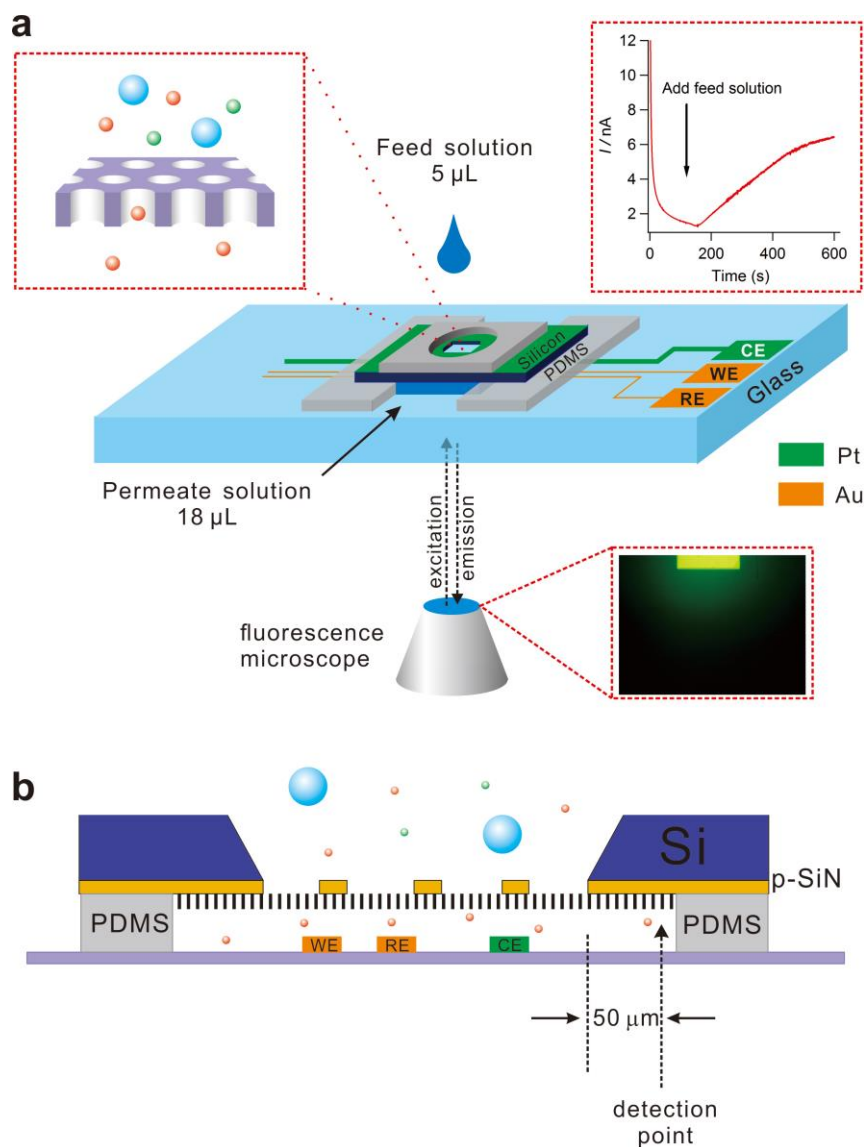 a
Feed solution
5 µL
12
10
8
6
4
2
I / nA
Add feed solution
0
200
400
600
Time (s)
Silicon
PDMS
CE
WE
RE
Glass
Permeate solution
18 µL
Pt
Au
excitation
emission
fluorescence
microscope
b
Si
p-SiN
PDMS
WE
RE
CE
PDMS
50 µm
detection
point